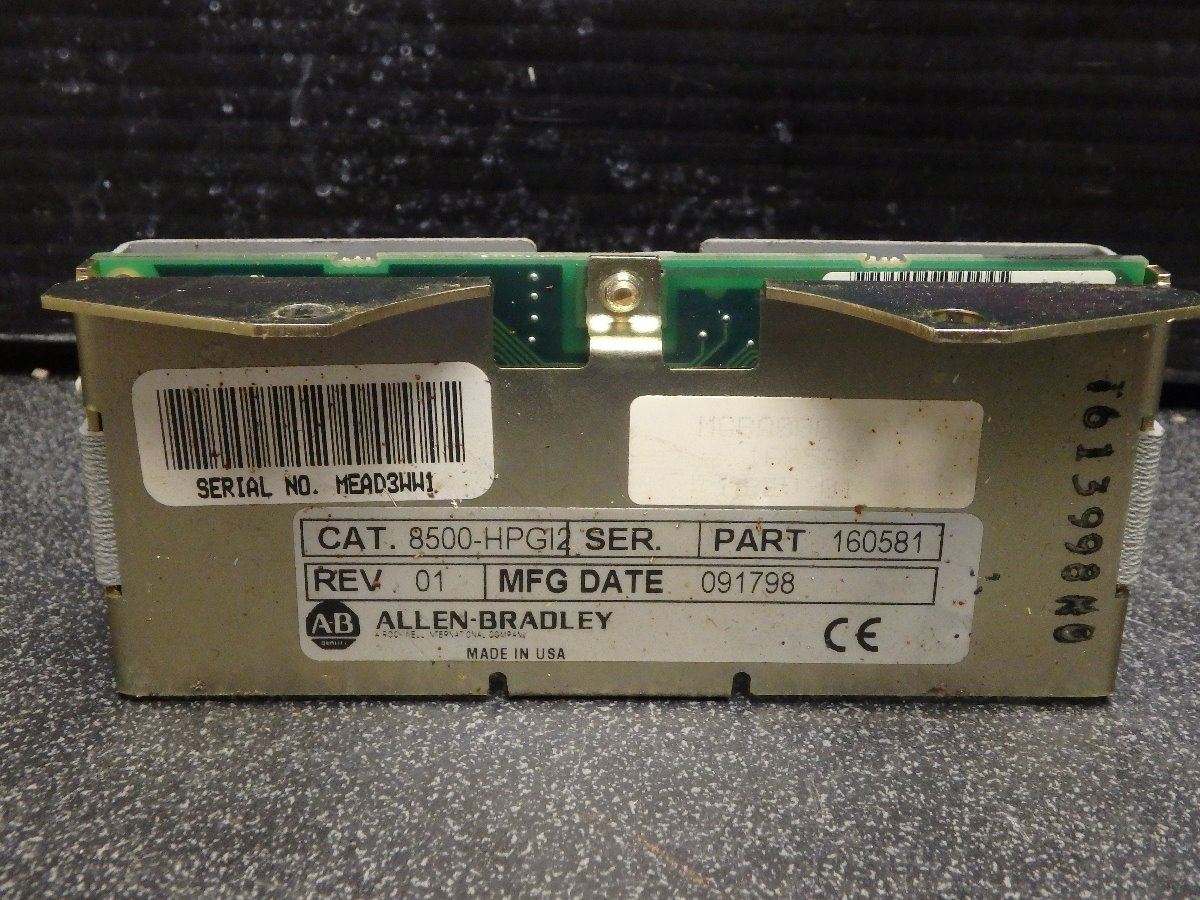 SERIAL NO. MEAD3WW1
CAT. 8500-HPGI2 SER. PART 160581
REV 01 MFG DATE 091798
AB ALLEN-BRADLEY
QUALITY
A ROCKWELL INTERNATIONAL COMPANY
MADE IN USA
CE